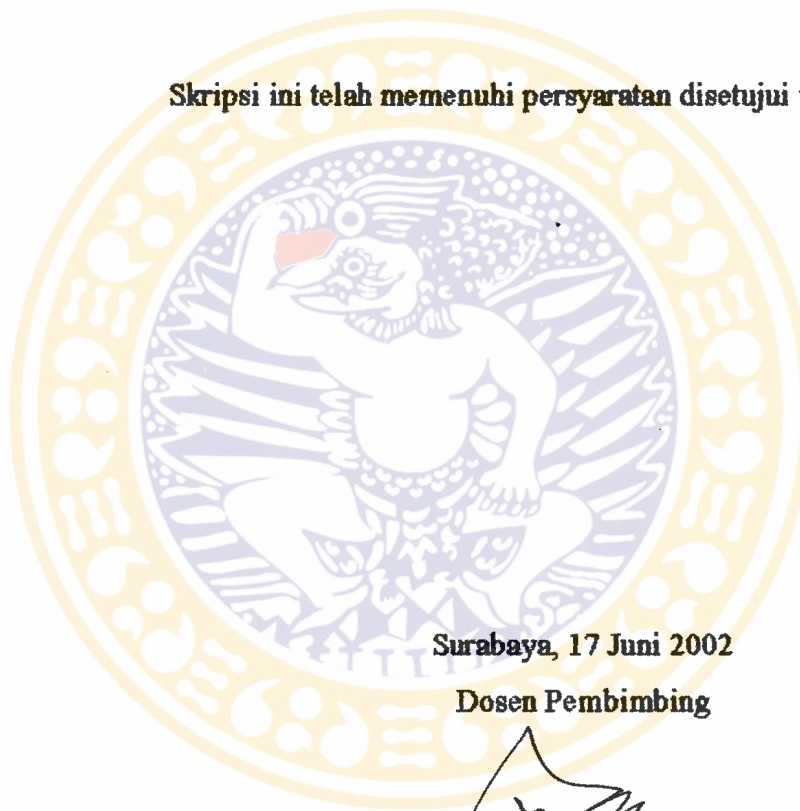 Skripsi ini telah memenuhi persyaratan disetujui
Surabaya, 17 Juni 2002
Dosen Pembimbing